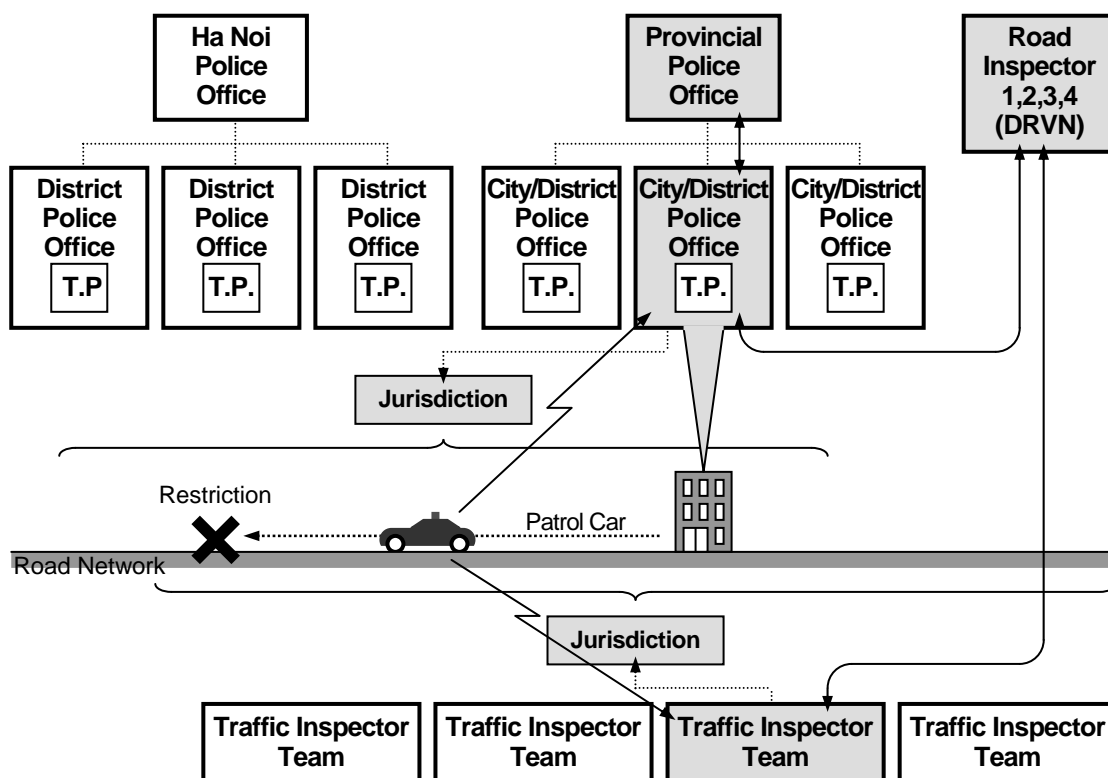 Ha Noi
Police
Office
Provincial
Police
Office
Road
Inspector
1,2,3,4
(DRVN)
District
Police
Office
T.P
District
Police
Office
T.P.
District
Police
Office
T.P.
City/District
Police
Office
T.P.
City/District
Police
Office
T.P.
City/District
Police
Office
T.P.
Jurisdiction
Restriction
Patrol Car
Road Network
Jurisdiction
Traffic Inspector
Team
Traffic Inspector
Team
Traffic Inspector
Team
Traffic Inspector
Team